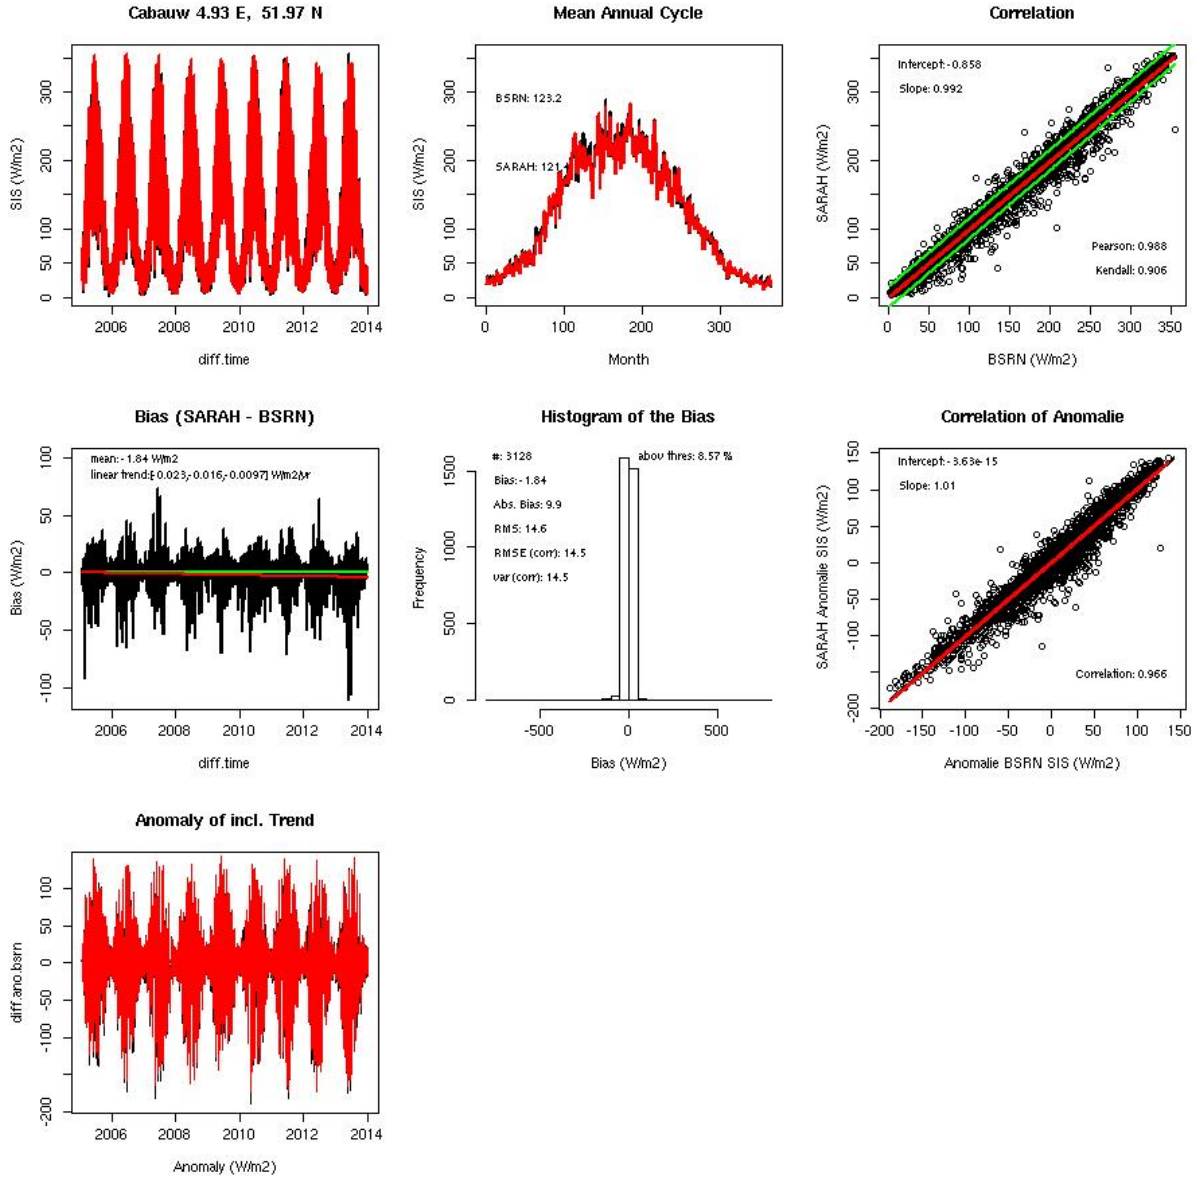 Cabauw 4.93 E, 51.97 N
SIS (W/m2)
0 50 100 200 300
2006 2008 2010 2012 2014
diff.time
Mean Annual Cycle
BSRN: 123.2
SARAH: 121.4
SIS (W/m2)
0 50 100 200 300
0 100 200 300
Month
Correlation
Intercept:-0.858
Slope: 0.992
Pearson: 0.988
Kendall: 0.906
SARAH (W/m2)
0 50 100 200 300
0 50 100 150 200 250 300 350
BSRN (W/m2)
Bias (SARAH - BSRN)
mean:-1.84 W/m2
linear trend:[-0.023,-0.016,-0.0097] W/m2/yr
Bias (W/m2)
-100 -50 0 50 100
2006 2008 2010 2012 2014
diff.time
Histogram of the Bias
#: 3128
abov thres: 8.57 %
Bias:-1.84
Abs. Bias: 9.9
RMS: 14.6
RMSE (corr): 14.5
var (corr): 14.5
Frequency
0 500 1000 1500
-500 0 500
Bias (W/m2)
Correlation of Anomalie
Intercept:-3.63e-15
Slope: 1.01
Correlation: 0.966
SARAH Anomalie SIS (W/m2)
-200 -100 -50 0 50 100 150
-200 -100 -50 0 50 100 150
Anomalie BSRN SIS (W/m2)
Anomaly of incl. Trend
diff.ano.bsrn
-200 -100 -50 0 50 100
2006 2008 2010 2012 2014
Anomaly (W/m2)